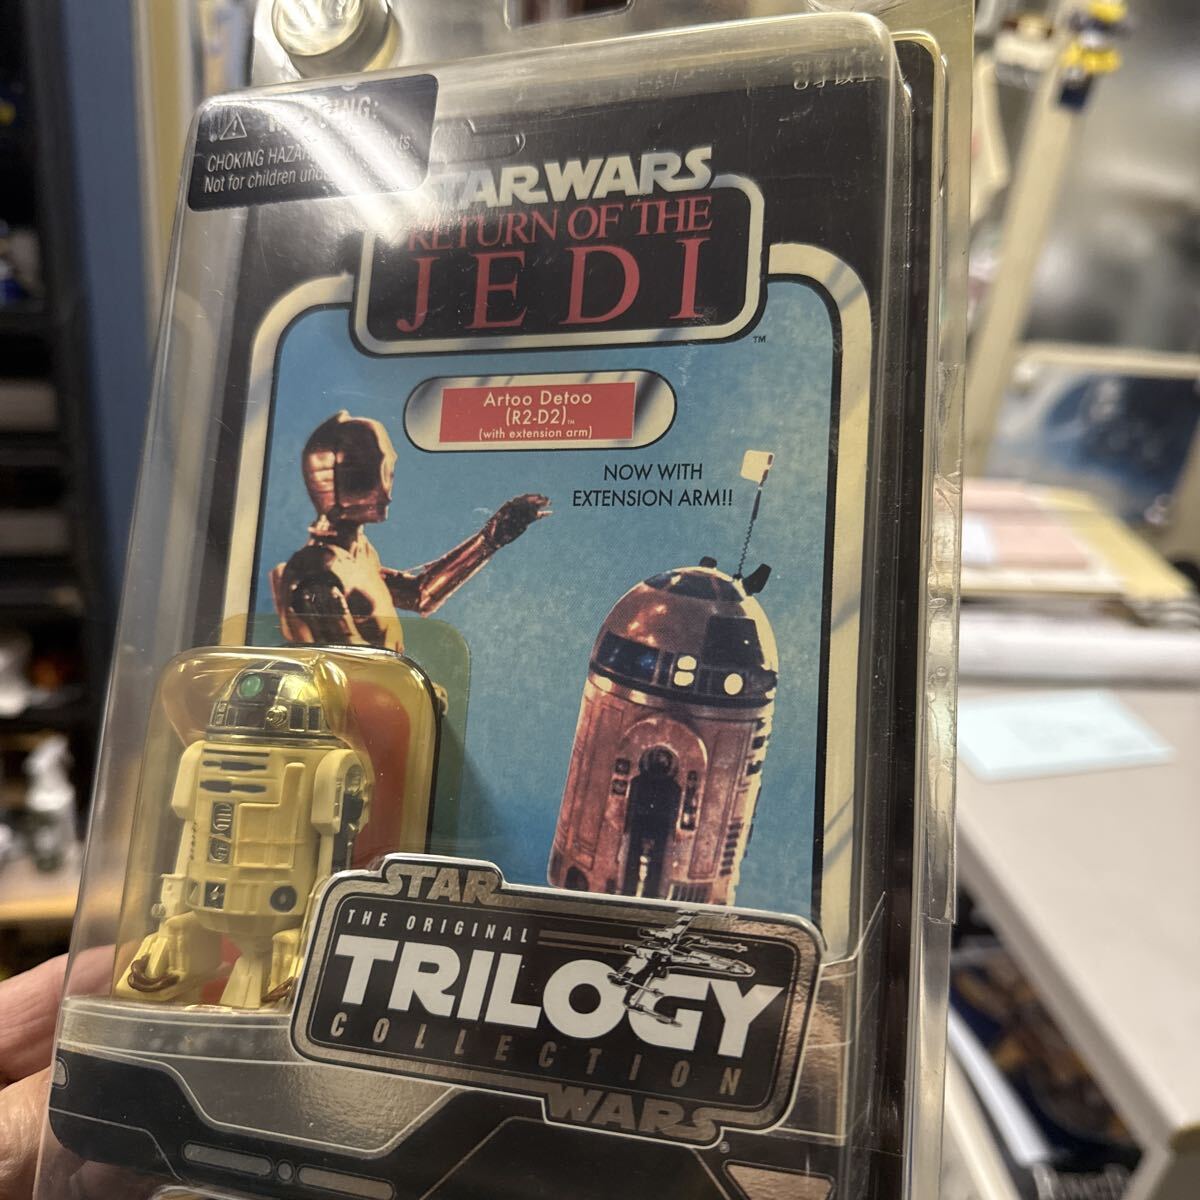 WARNING:
CHOKING HAZARD
Not for children
STAR WARS
RETURN OF THE
JEDI
TM
Artoo Detoo
(R2-D2)™
(with extension arm)
NOW WITH
EXTENSION ARM!!
STAR
THE ORIGINAL
TRILOGY
COLLECTION
WARS
®